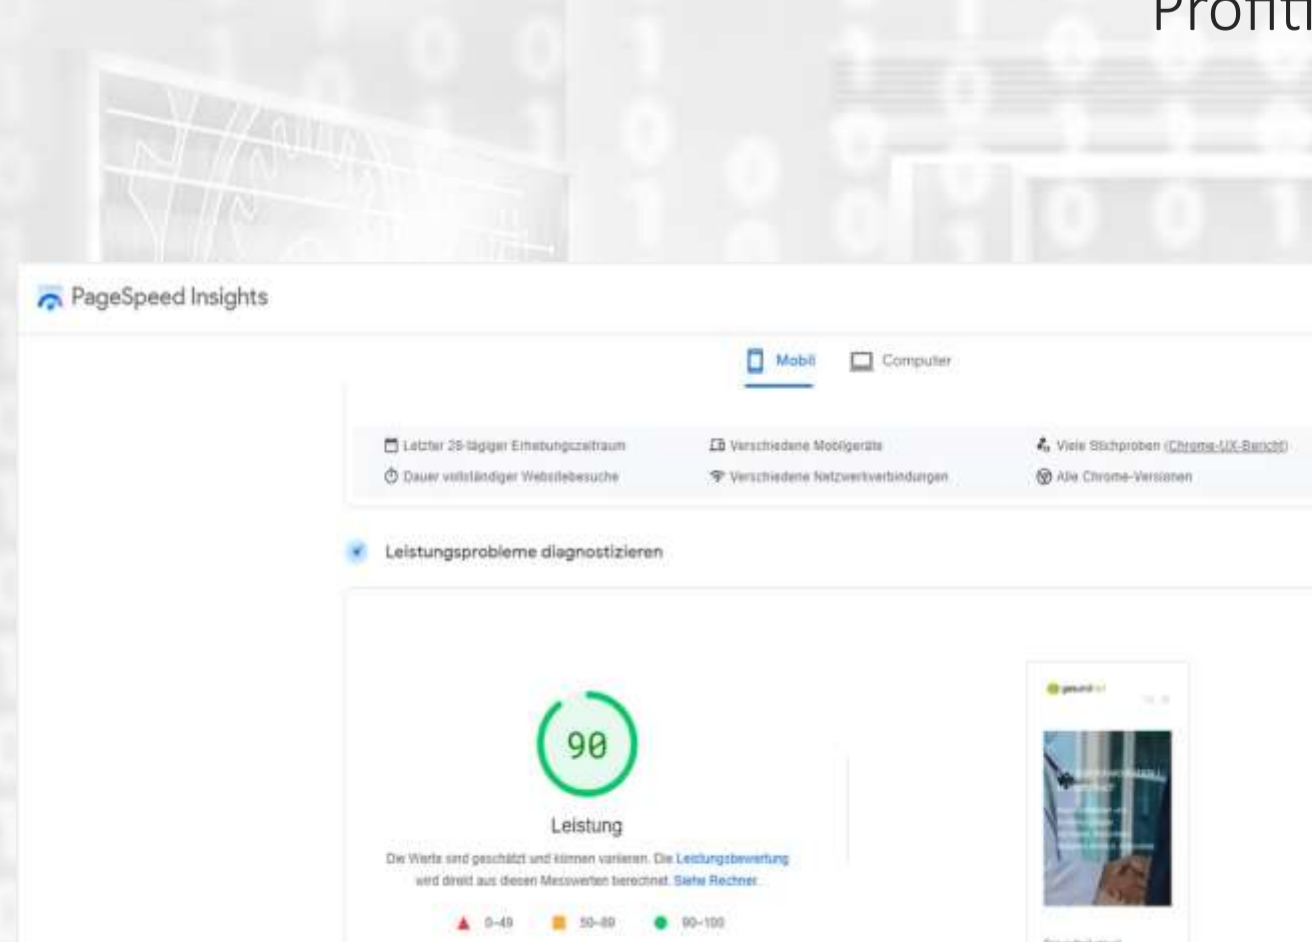 Profiti
PageSpeed Insights
Mobil Computer
Letzter 28-tägiger Erhebungszeitraum Verschiedene Mobilgeräte Viele Stichproben (Chrome-UX-Bericht)
Dauer vollständiger Websitebesuche Verschiedene Netzwerkverbindungen Alle Chrome-Versionen
Leistungsprobleme diagnostizieren
90
Leistung
Die Werte sind geschätzt und können variieren. Die Leistungsbewertung
wird direkt aus diesen Messwerten berechnet. Siehe Rechner.
0–49 50–89 90–100